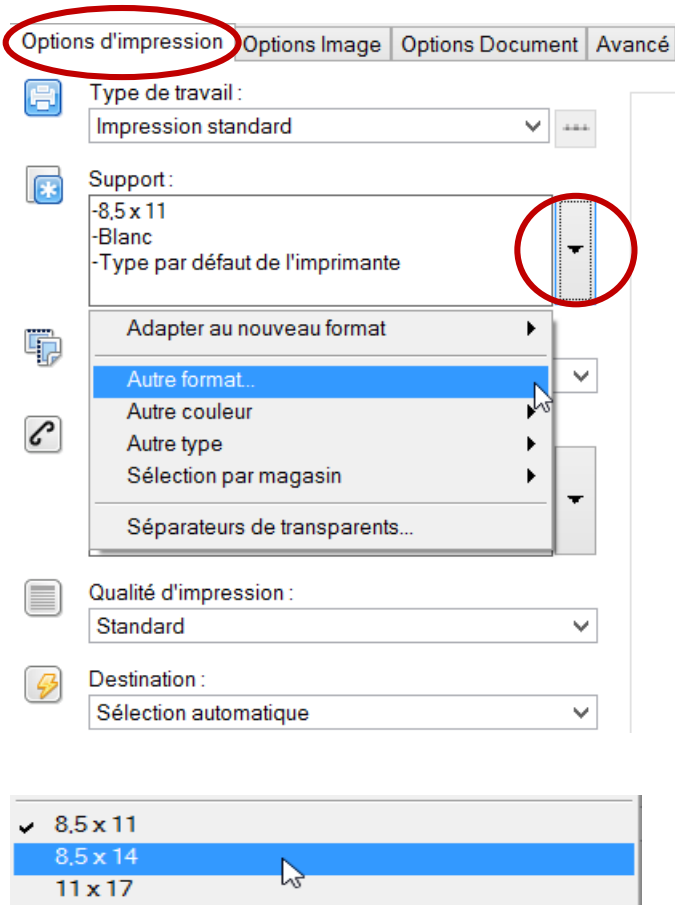 Options d'impression Options Image Options Document Avancé
Type de travail :
Impression standard
Support :
-8,5 x 11
-Blanc
-Type par défaut de l'imprimante
Adapter au nouveau format
Autre format...
Autre couleur
Autre type
Sélection par magasin
Séparateurs de transparents...
Qualité d'impression :
Standard
Destination :
Sélection automatique
8,5 x 11
8,5 x 14
11 x 17